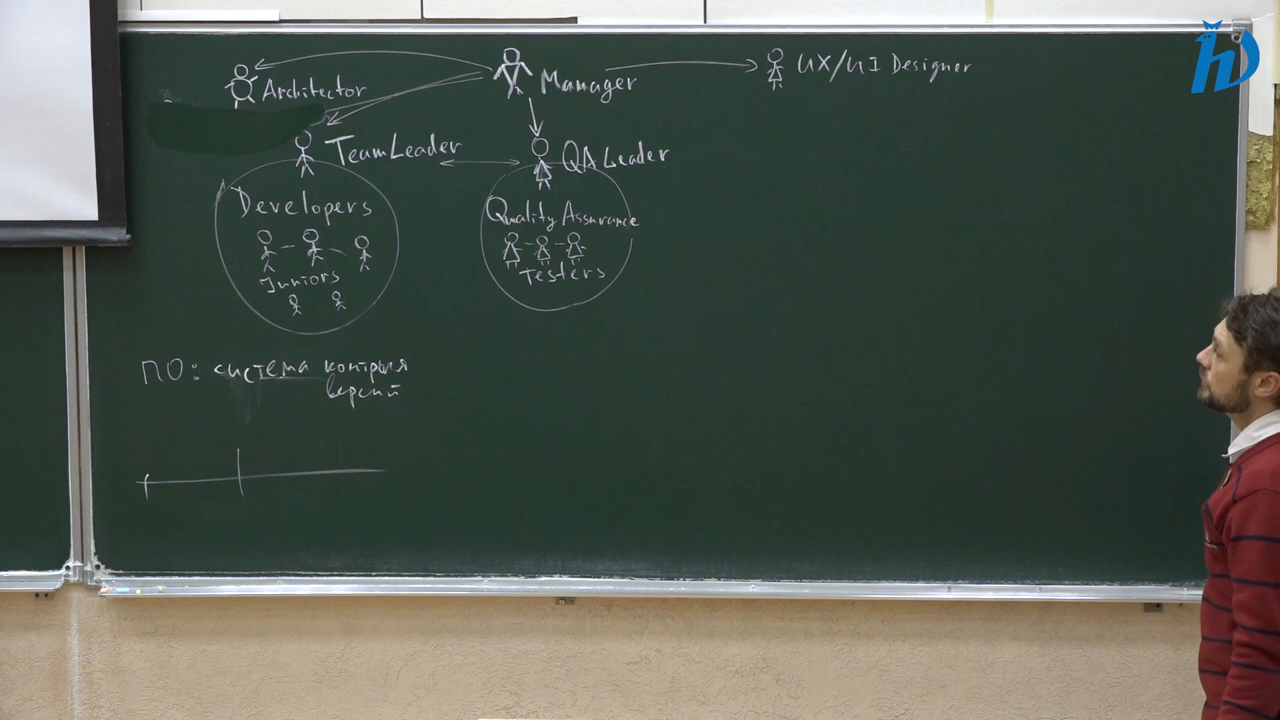 Architector
Manager
UX/UI Designer
TeamLeader
QA Leader
Developers
Quality Assurance
Juniors
Testers
ПО: система контроля
версий